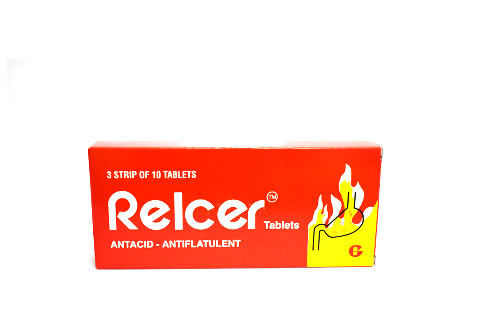 3 STRIP OF 10 TABLETS
Relcer™
Tablets
ANTACID - ANTIFLATULENT
G